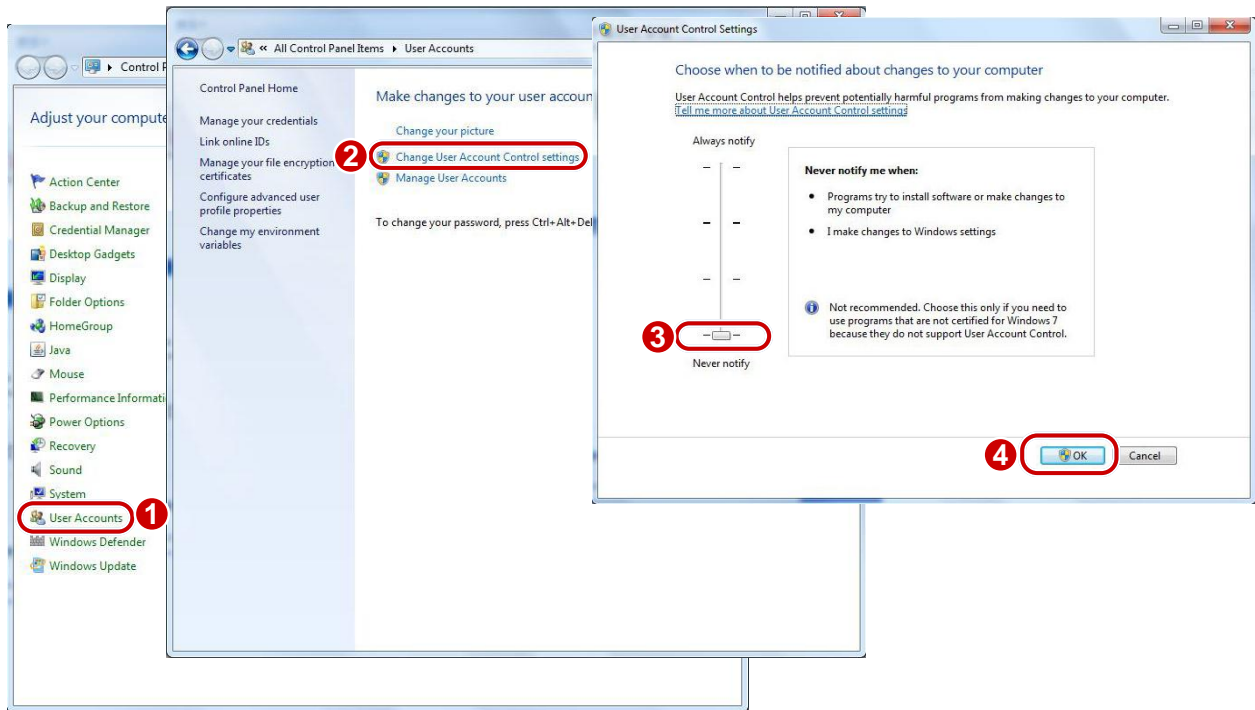 Control P
Adjust your compute
Action Center
Backup and Restore
Credential Manager
Desktop Gadgets
Display
Folder Options
HomeGroup
Java
Mouse
Performance Informati
Power Options
Recovery
Sound
System
User Accounts
1
Windows Defender
Windows Update
« All Control Panel Items ▸ User Accounts
Control Panel Home
Manage your credentials
Link online IDs
Manage your file encryption
certificates
Configure advanced user
profile properties
Change my environment
variables
Make changes to your user accoun
Change your picture
2
Change User Account Control settings
Manage User Accounts
To change your password, press Ctrl+Alt+Del
User Account Control Settings
Choose when to be notified about changes to your computer
User Account Control helps prevent potentially harmful programs from making changes to your computer.
Tell me more about User Account Control settings
Always notify
Never notify me when:
• Programs try to install software or make changes to
my computer
• I make changes to Windows settings
Not recommended. Choose this only if you need to
use programs that are not certified for Windows 7
because they do not support User Account Control.
3
Never notify
4
OK
Cancel